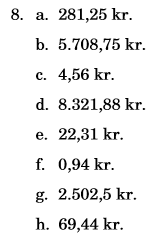 8. a. 281,25 kr.
b. 5.708,75 kr.
c. 4,56 kr.
d. 8.321,88 kr.
e. 22,31 kr.
f. 0,94 kr.
g. 2.502,5 kr.
h. 69,44 kr.